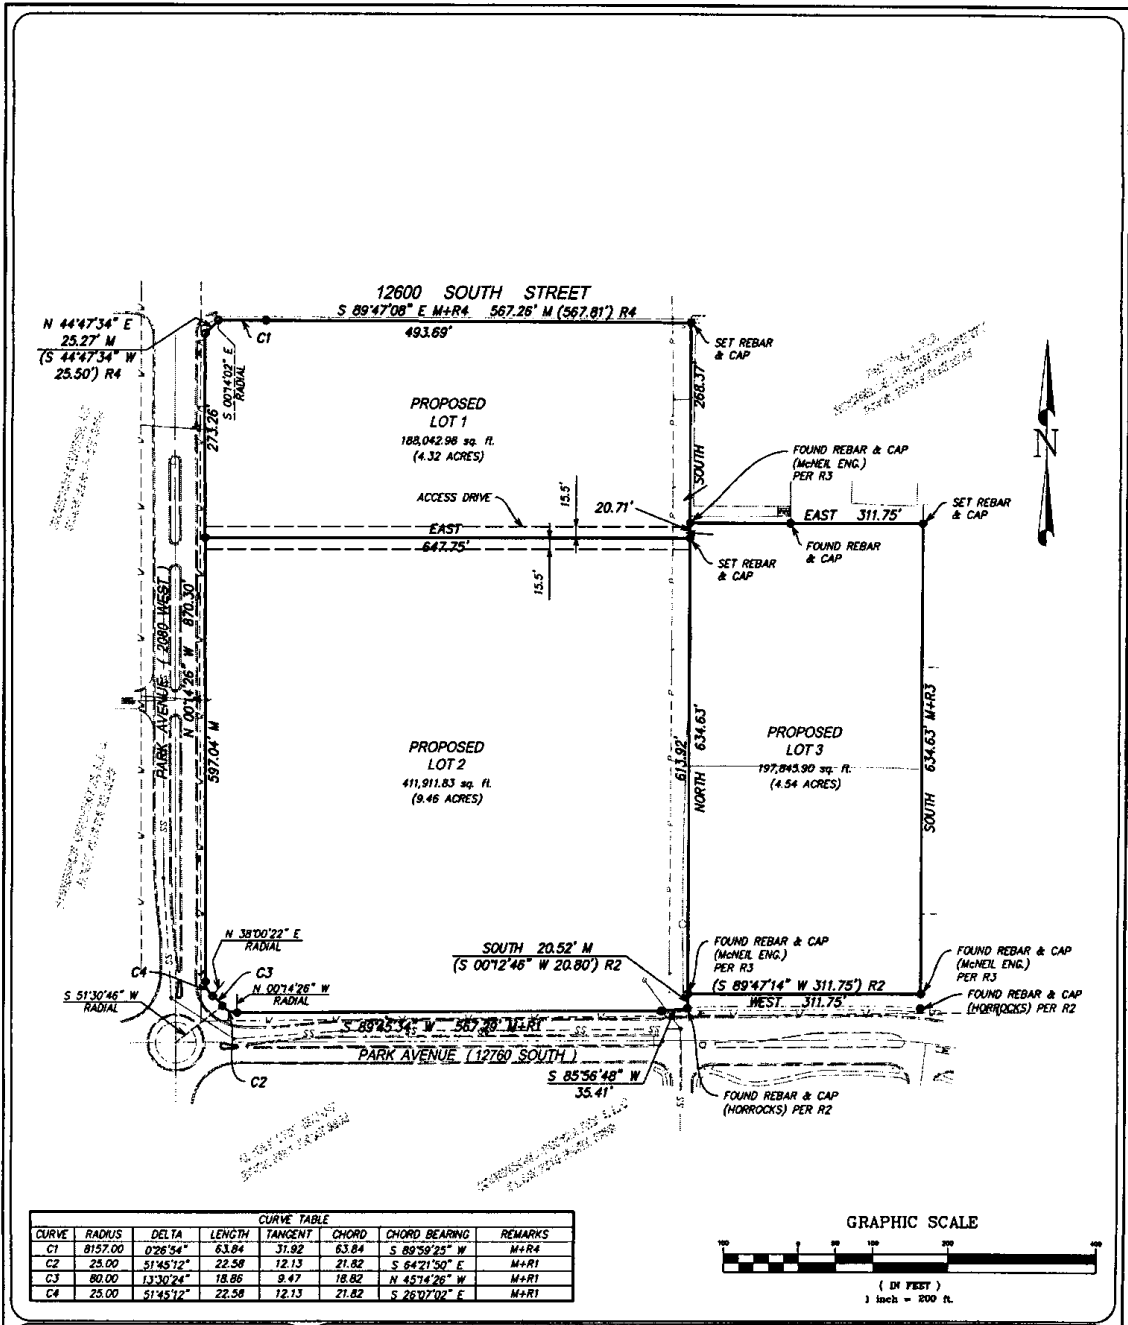 12600 SOUTH STREET
S 89°47'08" E M+R4 567.26' M (567.81') R4
493.69'
N 44°47'34" E
25.27' M
(S 44°47'34" W
25.50') R4
C1
S 00°14'02" E
RADIAL
273.26'
SET REBAR
& CAP
268.37'
SOUTH
PROPOSED
LOT 1
188,042.98 sq. ft.
(4.32 ACRES)
FOUND REBAR & CAP
(McNEIL ENG.)
PER R3
ACCESS DRIVE
15.5'
20.71'
EAST
647.75'
15.5'
EAST 311.75'
SET REBAR
& CAP
FOUND REBAR
& CAP
SET REBAR
& CAP
N
PARK AVENUE ( 2080 WEST )
N 00°14'26" W 870.30'
597.04' M
PROPOSED
LOT 2
411,911.83 sq. ft.
(9.46 ACRES)
613.92'
NORTH 634.63'
PROPOSED
LOT 3
197,845.90 sq. ft.
(4.54 ACRES)
SOUTH 634.63' M+R3
N 38°00'22" E
RADIAL
C4
C3
S 51°30'46" W
RADIAL
N 00°14'26" W
RADIAL
SOUTH 20.52' M
(S 00°12'46" W 20.80') R2
FOUND REBAR & CAP
(McNEIL ENG.)
PER R3
(S 89°47'14" W 311.75') R2
WEST 311.75'
FOUND REBAR & CAP
(McNEIL ENG.)
PER R3
FOUND REBAR & CAP
(HORROCKS) PER R2
S 89°45'34" W 567.29' M+R1
PARK AVENUE ( 12760 SOUTH )
C2
S 85°56'48" W
35.41'
FOUND REBAR & CAP
(HORROCKS) PER R2
CURVE TABLE
CURVE RADIUS DELTA LENGTH TANGENT CHORD CHORD BEARING REMARKS
C1 8157.00 0°26'54" 63.84 31.92 63.84 S 89°59'25" W M+R4
C2 25.00 51°45'12" 22.58 12.13 21.82 S 64°21'50" E M+R1
C3 80.00 13°30'24" 18.86 9.47 18.82 N 45°14'26" W M+R1
C4 25.00 51°45'12" 22.58 12.13 21.82 S 26°07'02" E M+R1
GRAPHIC SCALE
100 0 50 100 200 400
( IN FEET )
1 inch = 200 ft.